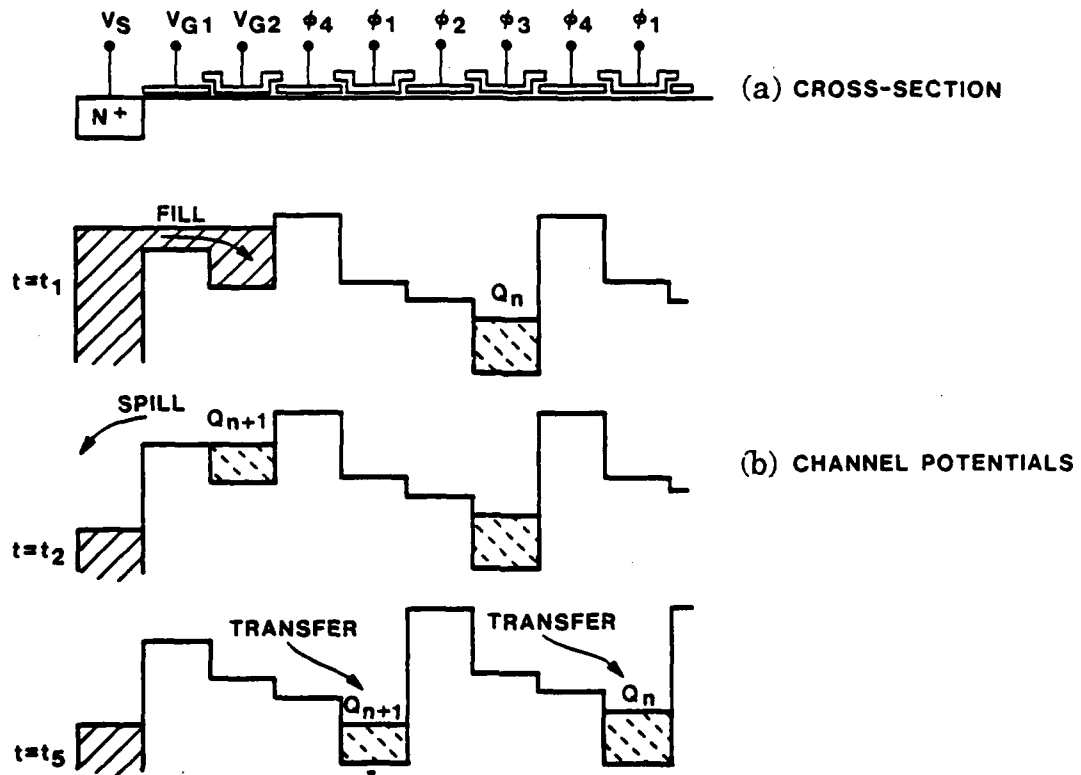 VS VG1 VG2 ϕ4 ϕ1 ϕ2 ϕ3 ϕ4 ϕ1
(a) CROSS-SECTION
N+
FILL
t=t1
Qn
SPILL
Qn+1
(b) CHANNEL POTENTIALS
t=t2
TRANSFER
TRANSFER
Qn+1
Qn
t=t5